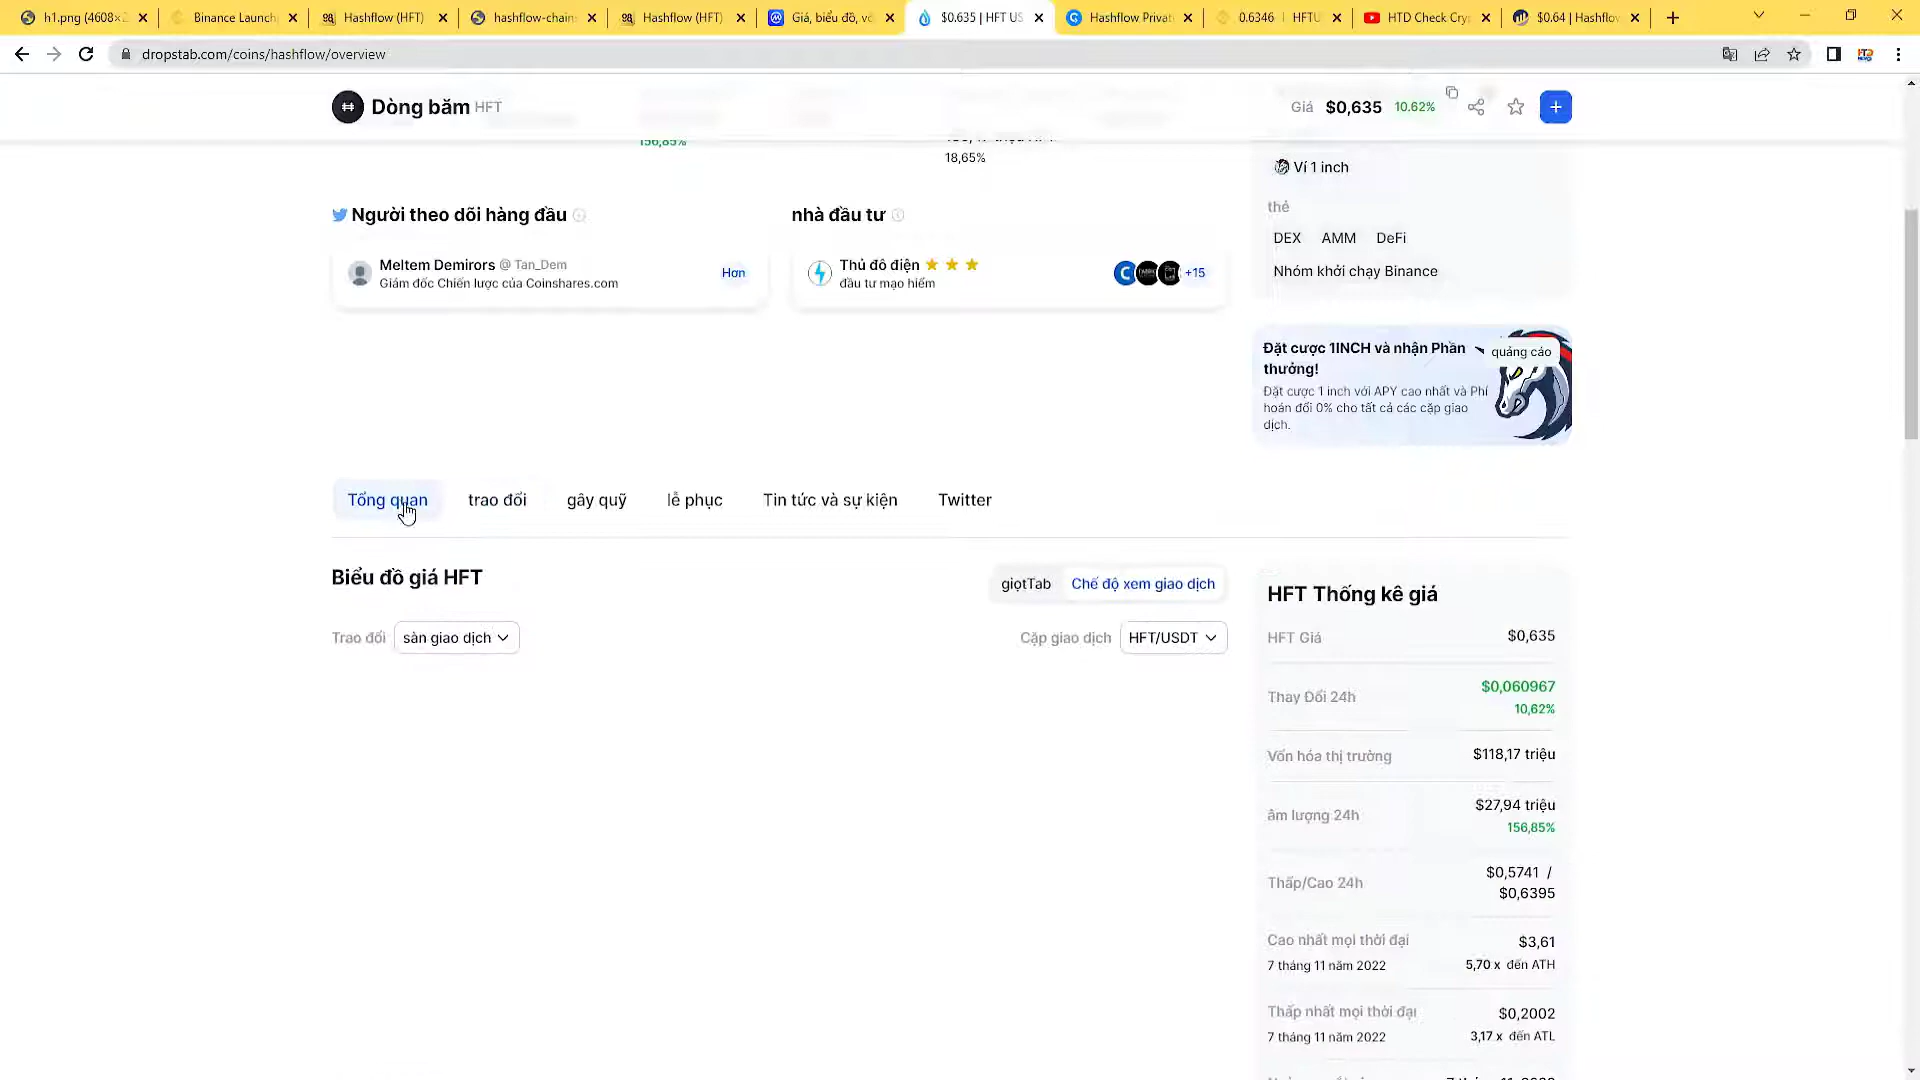 h1.png (4608×2
Binance Launch
Hashflow (HFT)
hashflow-chain
Hashflow (HFT)
Giá, biểu đồ, vố
$0.635 | HFT US
Hashflow Privat
0.6346 | HFTU
HTD Check Cry
$0.64 | Hashflow
dropstab.com/coins/hashflow/overview
Dòng băm HFT
Giá $0,635 10.62%
156,85%
18,65%
Ví 1 inch
thẻ
Người theo dõi hàng đầu
nhà đầu tư
DEX AMM DeFi
Meltem Demirors @ Tan_Dem
Giám đốc Chiến lược của Coinshares.com
Hơn
Thủ đô điện
đầu tư mạo hiểm
+15
Nhóm khởi chạy Binance
Đặt cược 1INCH và nhận Phần
thưởng!
quảng cáo
Đặt cược 1 inch với APY cao nhất và Phí
hoán đổi 0% cho tất cả các cặp giao
dịch.
Tổng quan
trao đổi
gây quỹ
lễ phục
Tin tức và sự kiện
Twitter
Biểu đồ giá HFT
giọtTab
Chế độ xem giao dịch
HFT Thống kê giá
Trao đổi sàn giao dịch
Cặp giao dịch HFT/USDT
HFT Giá $0,635
Thay Đổi 24h $0,060967
10,62%
Vốn hóa thị trường $118,17 triệu
âm lượng 24h $27,94 triệu
156,85%
Thấp/Cao 24h $0,5741 /
$0,6395
Cao nhất mọi thời đại $3,61
7 tháng 11 năm 2022 5,70 x đến ATH
Thấp nhất mọi thời đại $0,2002
7 tháng 11 năm 2022 3,17 x đến ATL